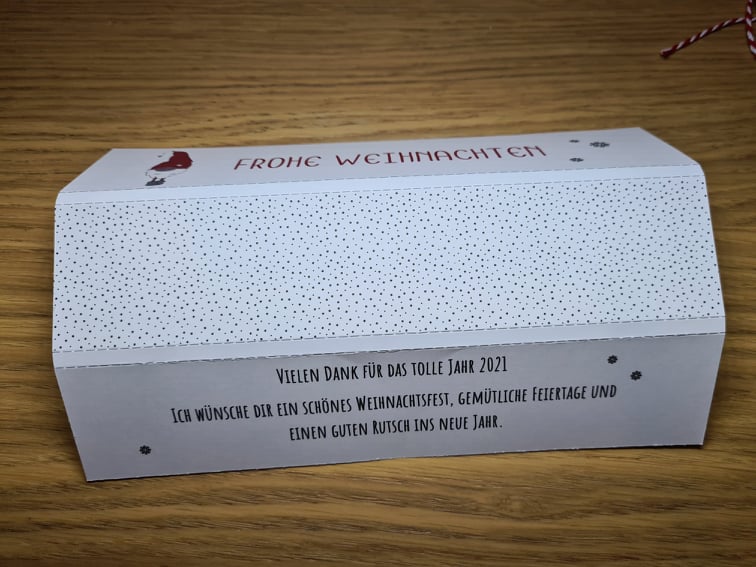 FROHE WEIHNACHTEN
VIELEN DANK FÜR DAS TOLLE JAHR 2021
ICH WÜNSCHE DIR EIN SCHÖNES WEIHNACHTSFEST, GEMÜTLICHE FEIERTAGE UND
EINEN GUTEN RUTSCH INS NEUE JAHR.